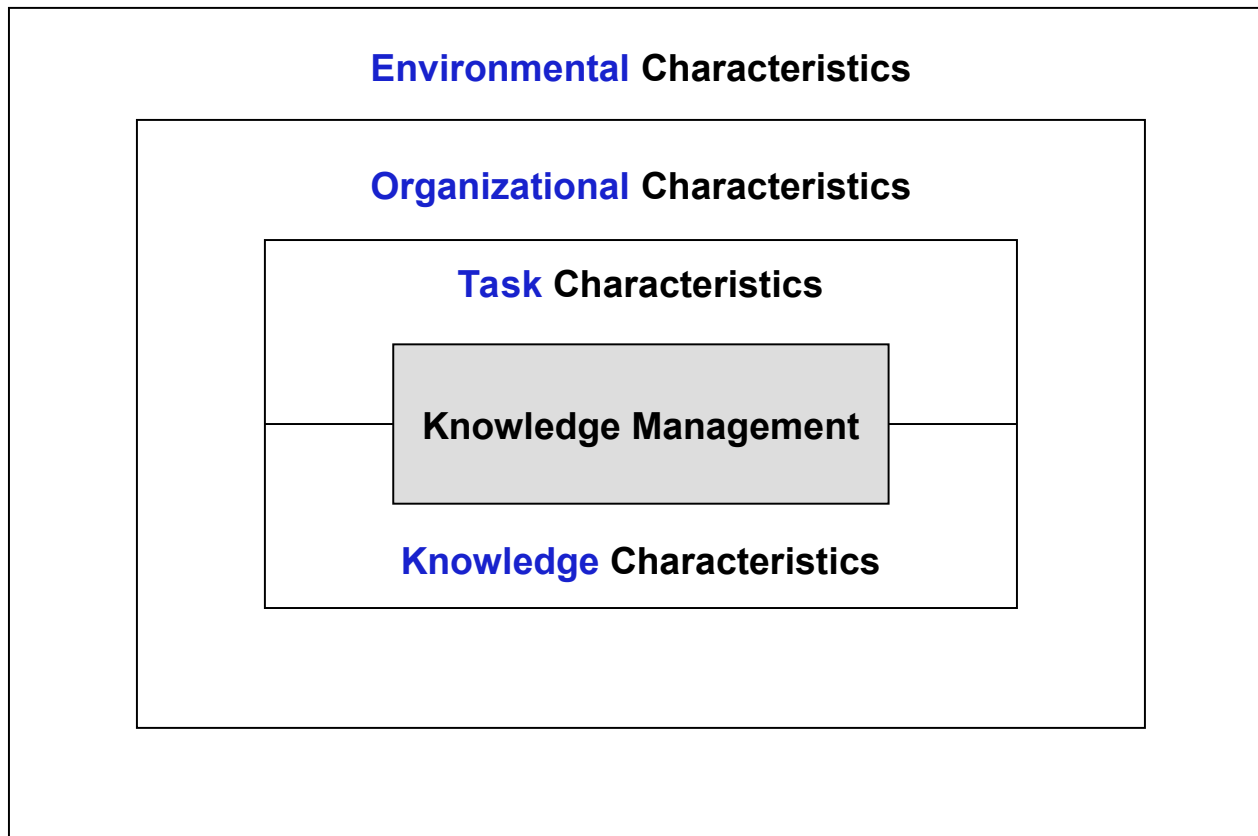 Environmental Characteristics
Organizational Characteristics
Task Characteristics
Knowledge Management
Knowledge Characteristics